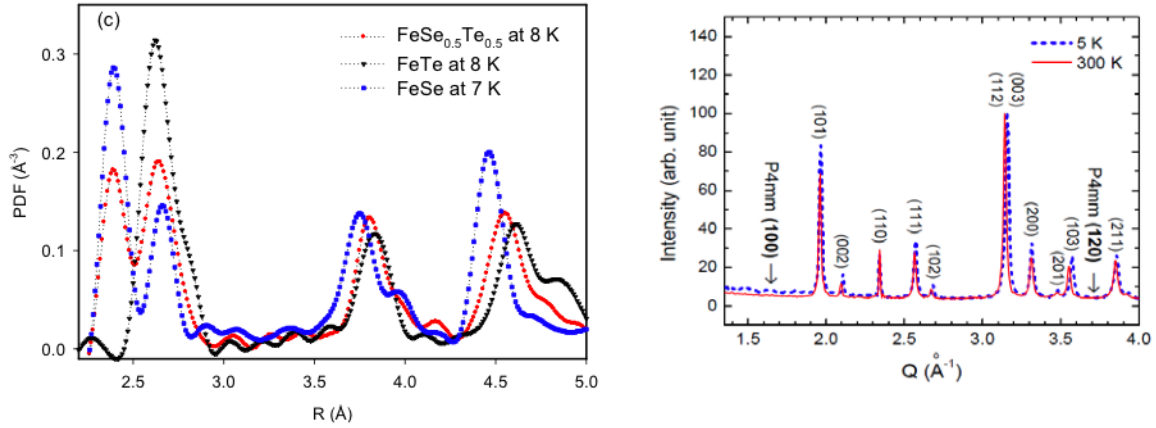 (c)
FeSe0.5Te0.5 at 8 K
FeTe at 8 K
FeSe at 7 K
PDF (Å-3)
0.3
0.2
0.1
0.0
2.5 3.0 3.5 4.0 4.5 5.0
R (Å)
5 K
300 K
Intensity (arb. unit)
140
120
100
80
60
40
20
0
P4mm (100)
(101)
(002)
(110)
(111)
(102)
(112)
(003)
(200)
(201)
(103)
P4mm (120)
(211)
1.5 2.0 2.5 3.0 3.5 4.0
Q (Å-1)